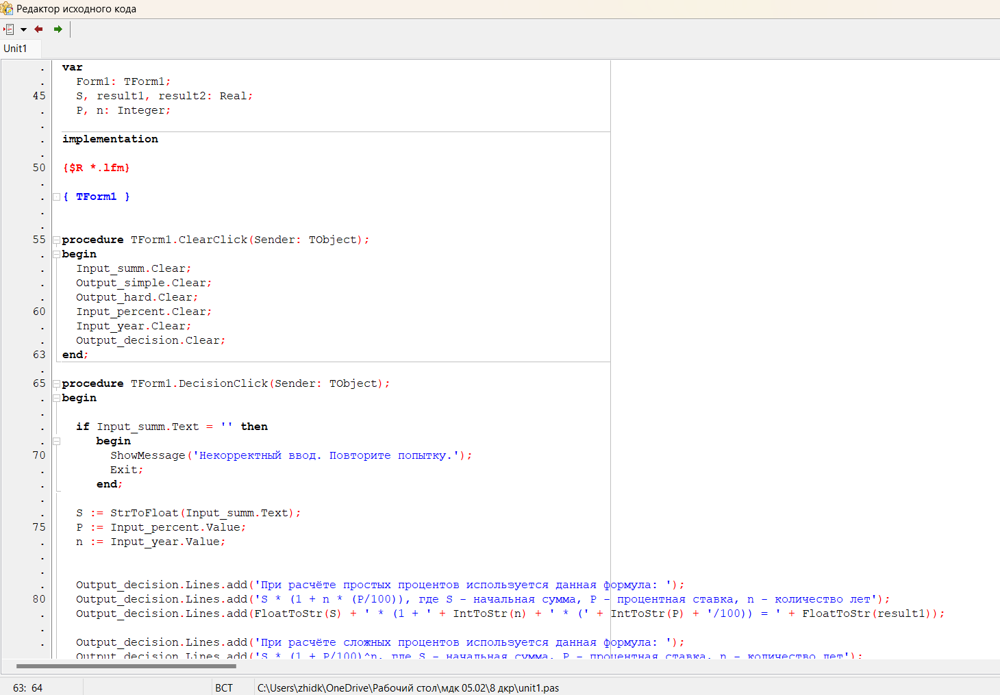 Редактор исходного кода
Unit1
. var
. Form1: TForm1;
45 S, result1, result2: Real;
. P, n: Integer;
.
. implementation
.
50 {$R *.lfm}
.
. { TForm1 }
.
.
55 procedure TForm1.ClearClick(Sender: TObject);
. begin
. Input_summ.Clear;
. Output_simple.Clear;
. Output_hard.Clear;
60 Input_percent.Clear;
. Input_year.Clear;
. Output_decision.Clear;
63 end;
.
65 procedure TForm1.DecisionClick(Sender: TObject);
. begin
.
. if Input_summ.Text = '' then
. begin
70 ShowMessage('Некорректный ввод. Повторите попытку.');
. Exit;
. end;
.
. S := StrToFloat(Input_summ.Text);
75 P := Input_percent.Value;
. n := Input_year.Value;
.
.
. Output_decision.Lines.add('При расчёте простых процентов используется данная формула: ');
80 Output_decision.Lines.add('S * (1 + n * (P/100)), где S - начальная сумма, P - процентная ставка, n - количество лет');
. Output_decision.Lines.add(FloatToStr(S) + ' * (1 + ' + IntToStr(n) + ' * (' + IntToStr(P) + '/100)) = ' + FloatToStr(result1));
.
. Output_decision.Lines.add('При расчёте сложных процентов используется данная формула: ');
Output_decision.Lines.add('S * (1 + P/100)^n, где S - начальная сумма, P - процентная ставка, n - количество лет');
63: 64 ВСТ C:\Users\zhidk\OneDrive\Рабочий стол\мдк 05.02\8 дкр\unit1.pas